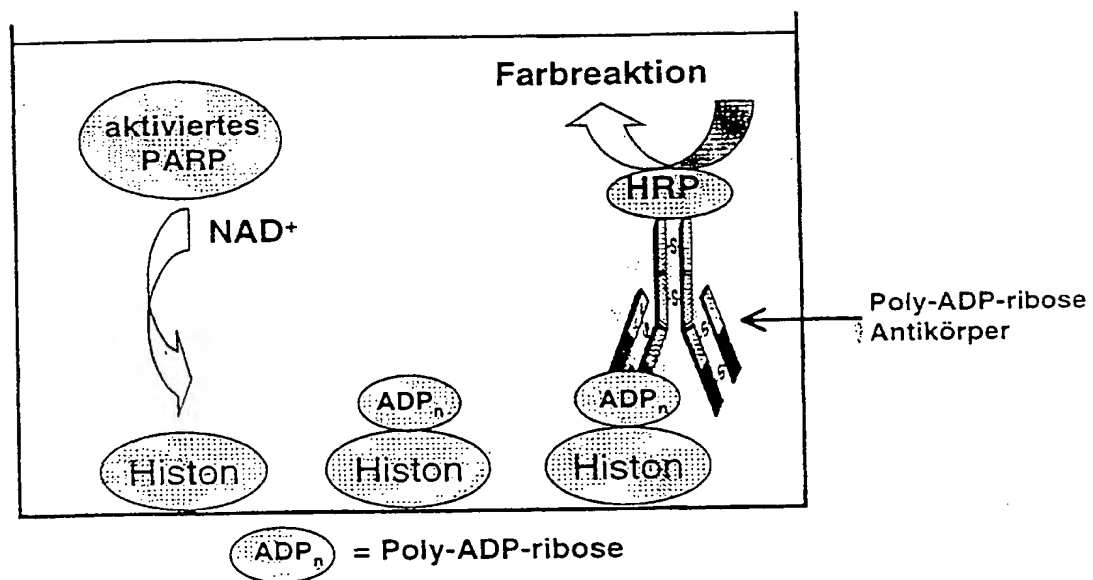 Farbreaktion
aktiviertes
PARP
HRP
NAD⁺
Poly-ADP-ribose
Antikörper
ADPₙ
ADPₙ
Histon
Histon
Histon
ADPₙ = Poly-ADP-ribose